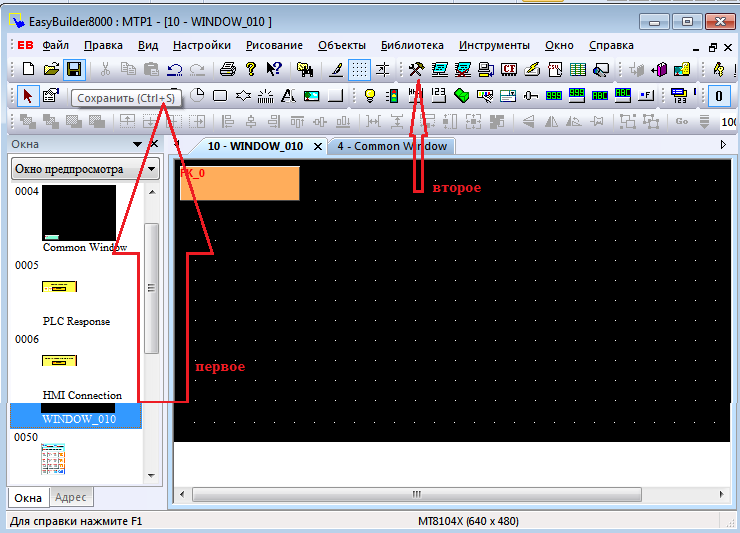 EasyBuilder8000 : MTP1 - [10 - WINDOW_010 ]
EB Файл Правка Вид Настройки Рисование Объекты Библиотека Инструменты Окно Справка
Сохранить (Ctrl+S)
0
100
Окна
10 - WINDOW_010
4 - Common Window
Окно предпросмотра
0004
Common Window
0005
PLC Response
0006
HMI Connection
WINDOW_010
0050
Окна Адрес
второе
первое
Для справки нажмите F1
MT8104X (640 x 480)